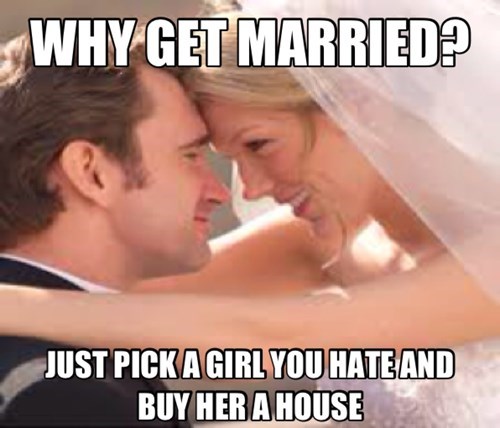 WHY GET MARRIED?
JUST PICK A GIRL YOU HATE AND
BUY HER A HOUSE